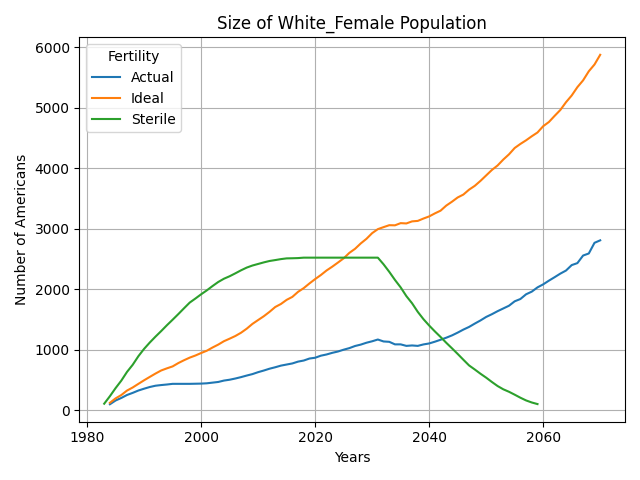 Size of White_Female Population
Fertility
Actual
Ideal
Sterile
6000
5000
4000
3000
2000
1000
0
Number of Americans
1980
2000
2020
2040
2060
Years